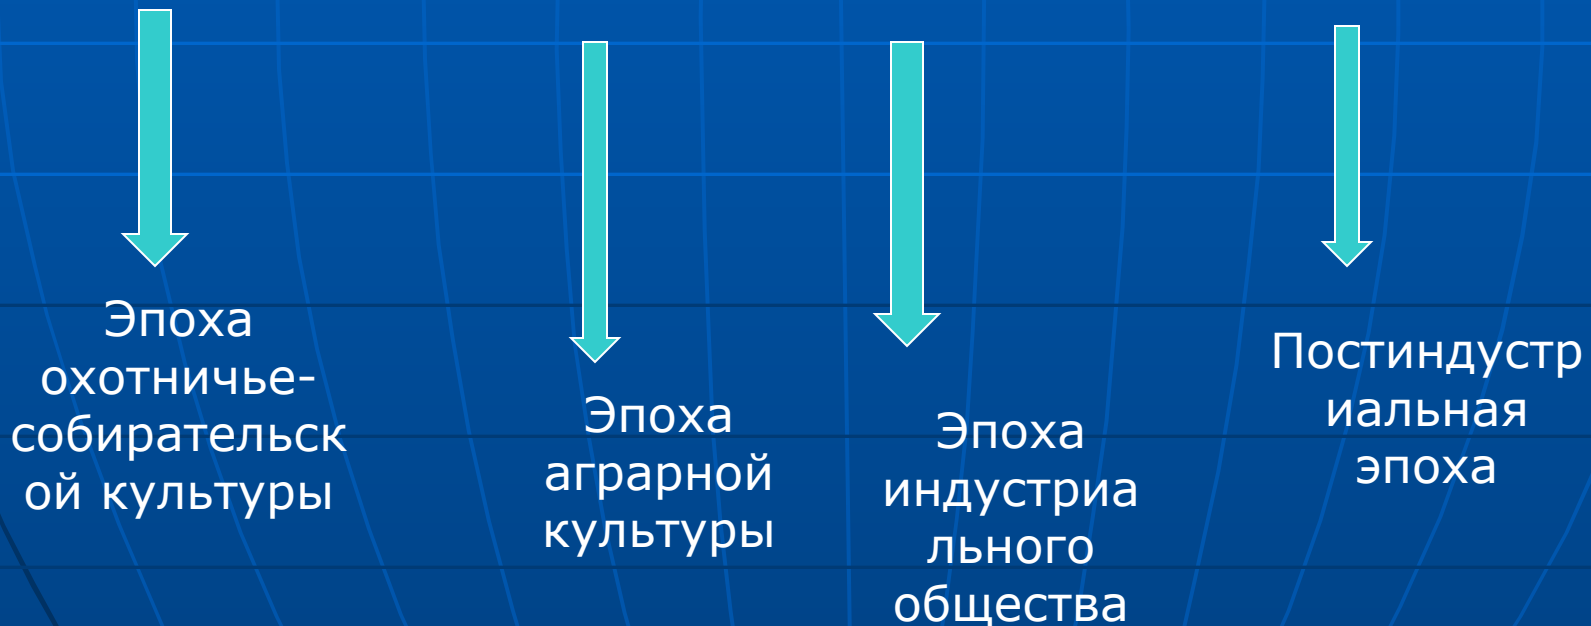 Эпоха
охотничье-
собирательск
ой культуры
Эпоха
аграрной
культуры
Эпоха
индустриа
льного
общества
Постиндустр
иальная
эпоха